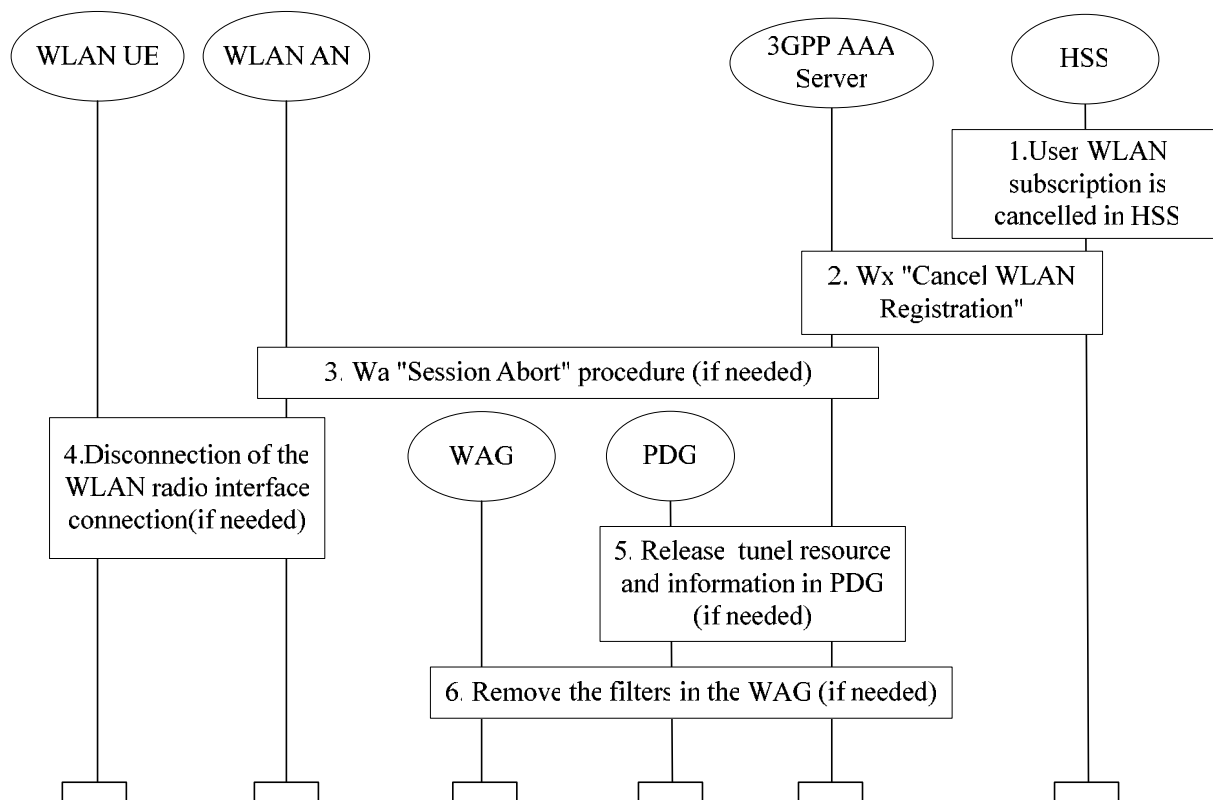 WLAN UE
WLAN AN
3GPP AAA
Server
HSS
1.User WLAN
subscription is
cancelled in HSS
2. Wx "Cancel WLAN
Registration"
3. Wa "Session Abort" procedure (if needed)
4.Disconnection of the
WLAN radio interface
connection(if needed)
WAG
PDG
5. Release tunel resource
and information in PDG
(if needed)
6. Remove the filters in the WAG (if needed)